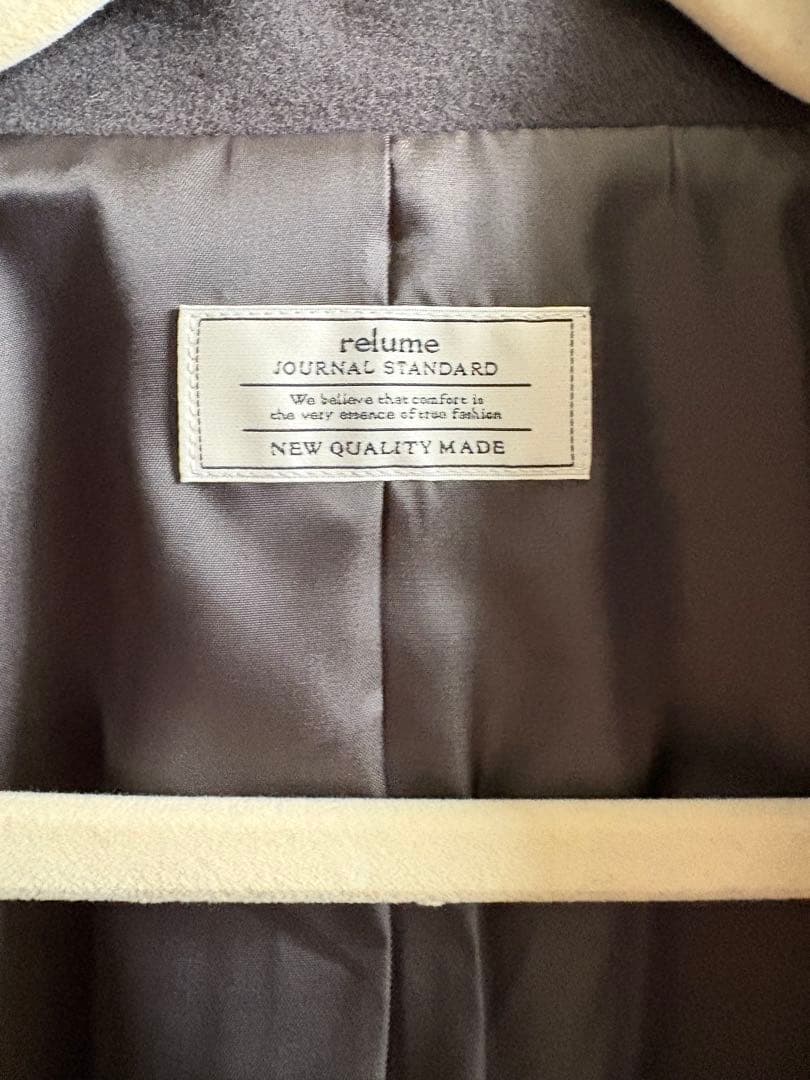 relume
JOURNAL STANDARD
We believe that comfort is
the very essence of true fashion
NEW QUALITY MADE